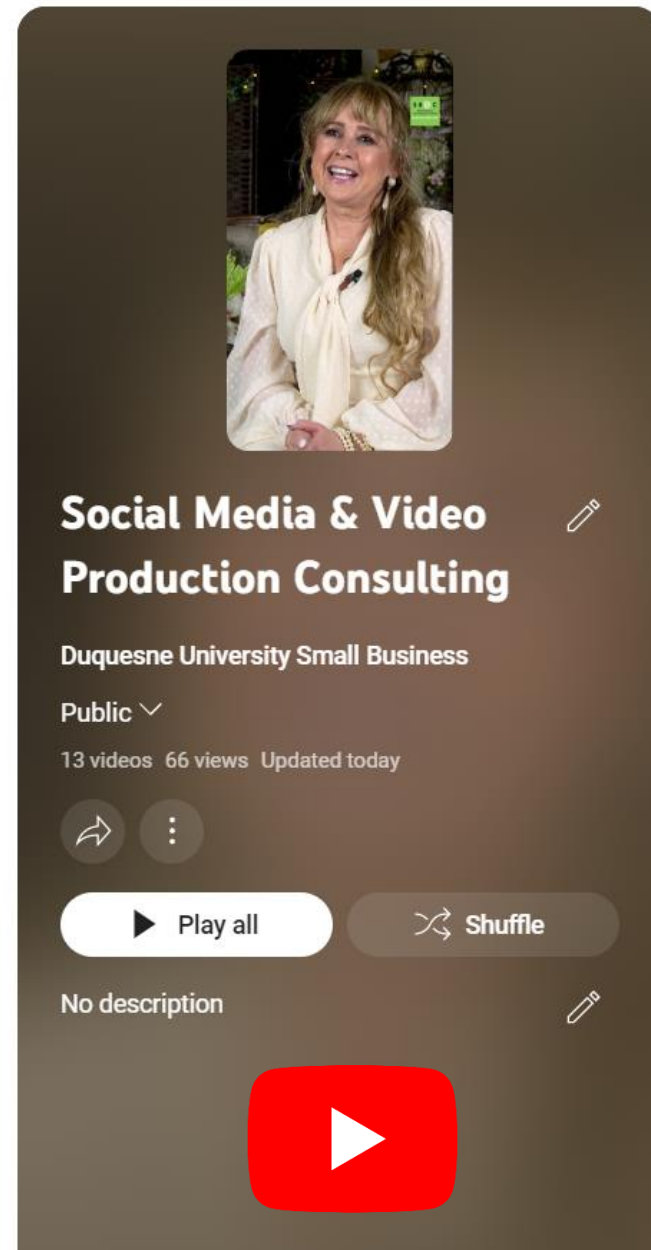 SBDC
Social Media & Video
Production Consulting
Duquesne University Small Business
Public
13 videos 66 views Updated today
Play all
Shuffle
No description